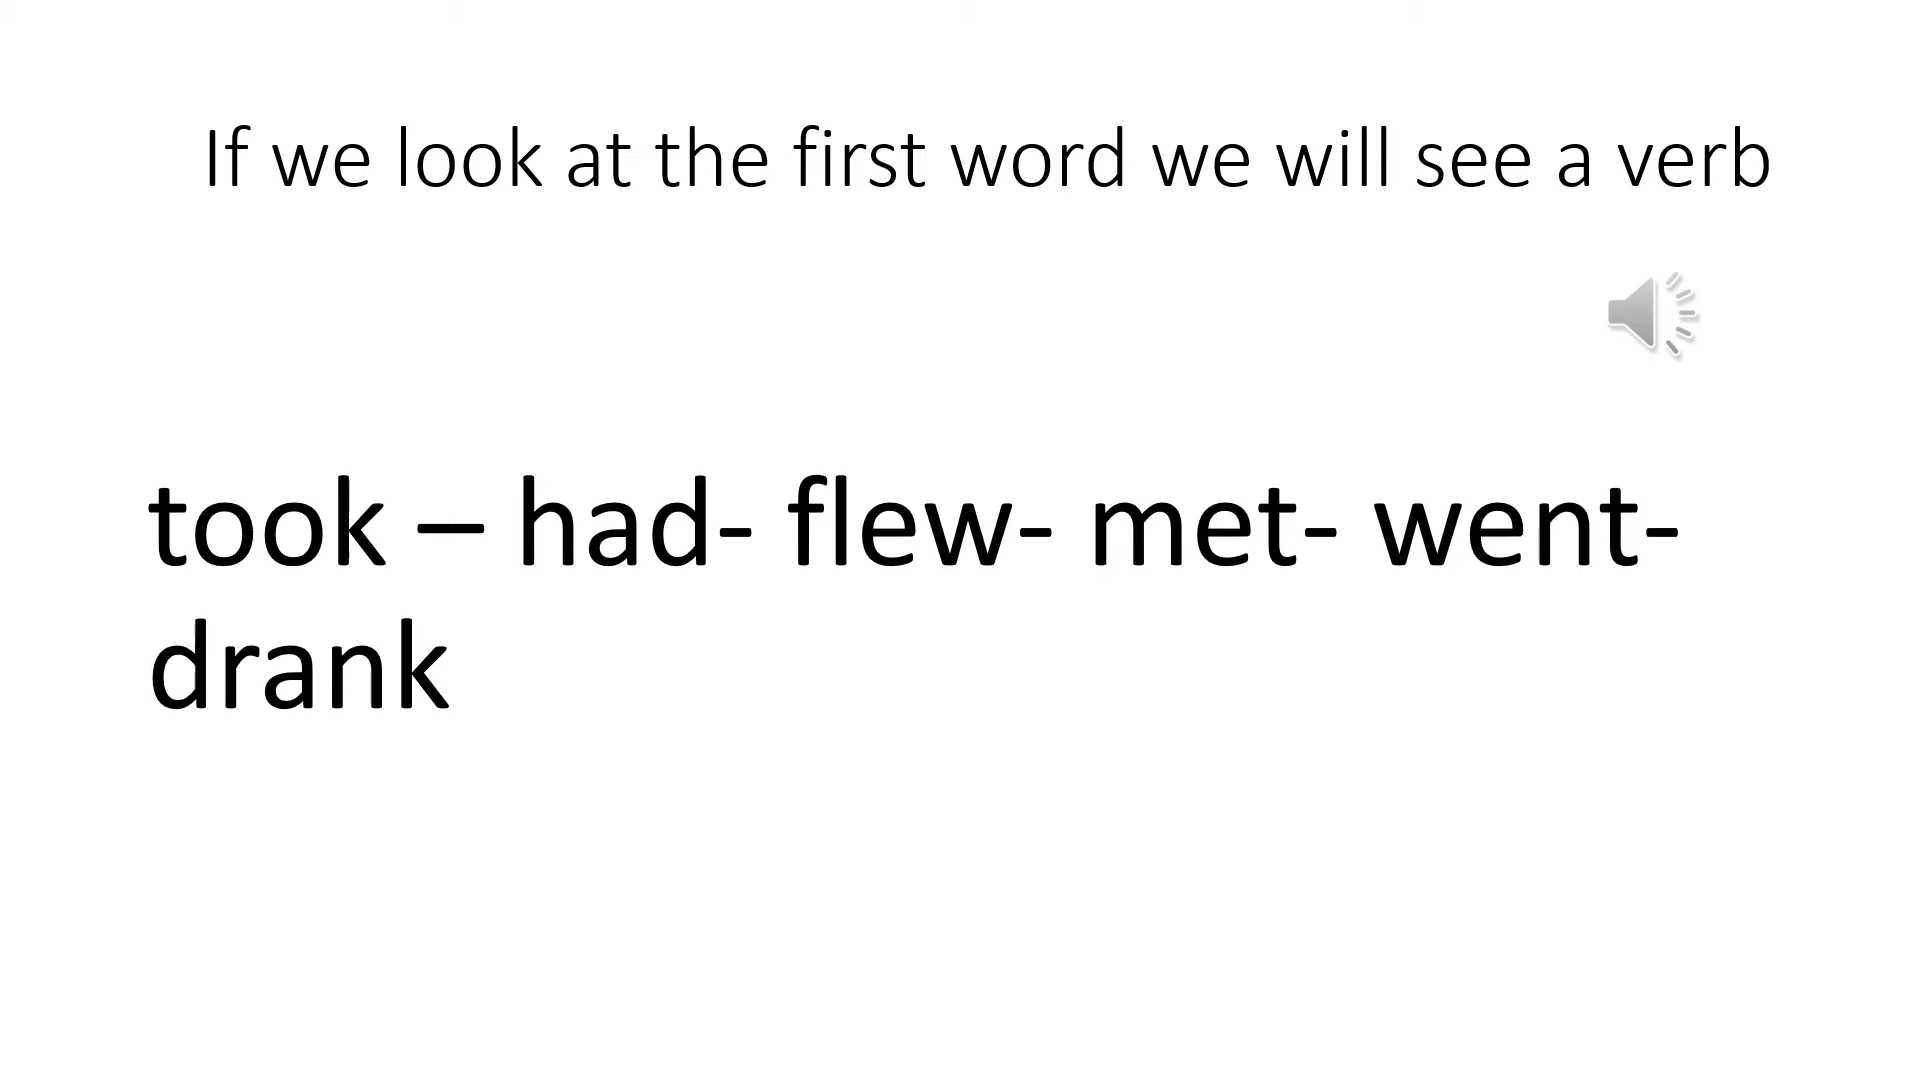 If we look at the first word we will see a verb
took – had- flew- met- went-
drank